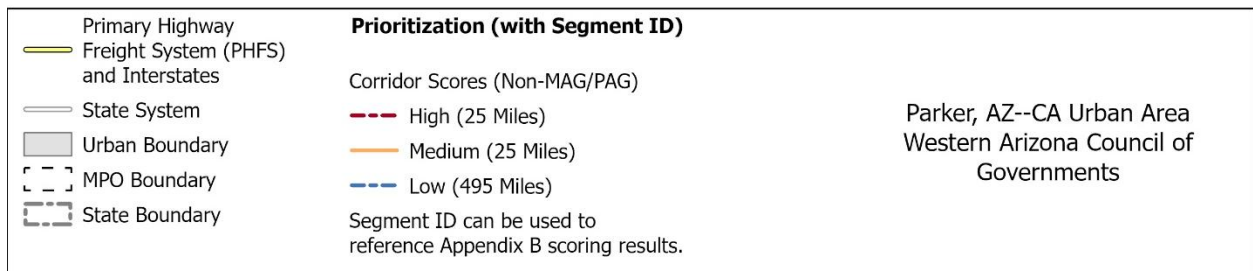 Primary Highway
Freight System (PHFS)
and Interstates
State System
Urban Boundary
MPO Boundary
State Boundary
Prioritization (with Segment ID)
Corridor Scores (Non-MAG/PAG)
High (25 Miles)
Medium (25 Miles)
Low (495 Miles)
Segment ID can be used to
reference Appendix B scoring results.
Parker, AZ--CA Urban Area
Western Arizona Council of
Governments